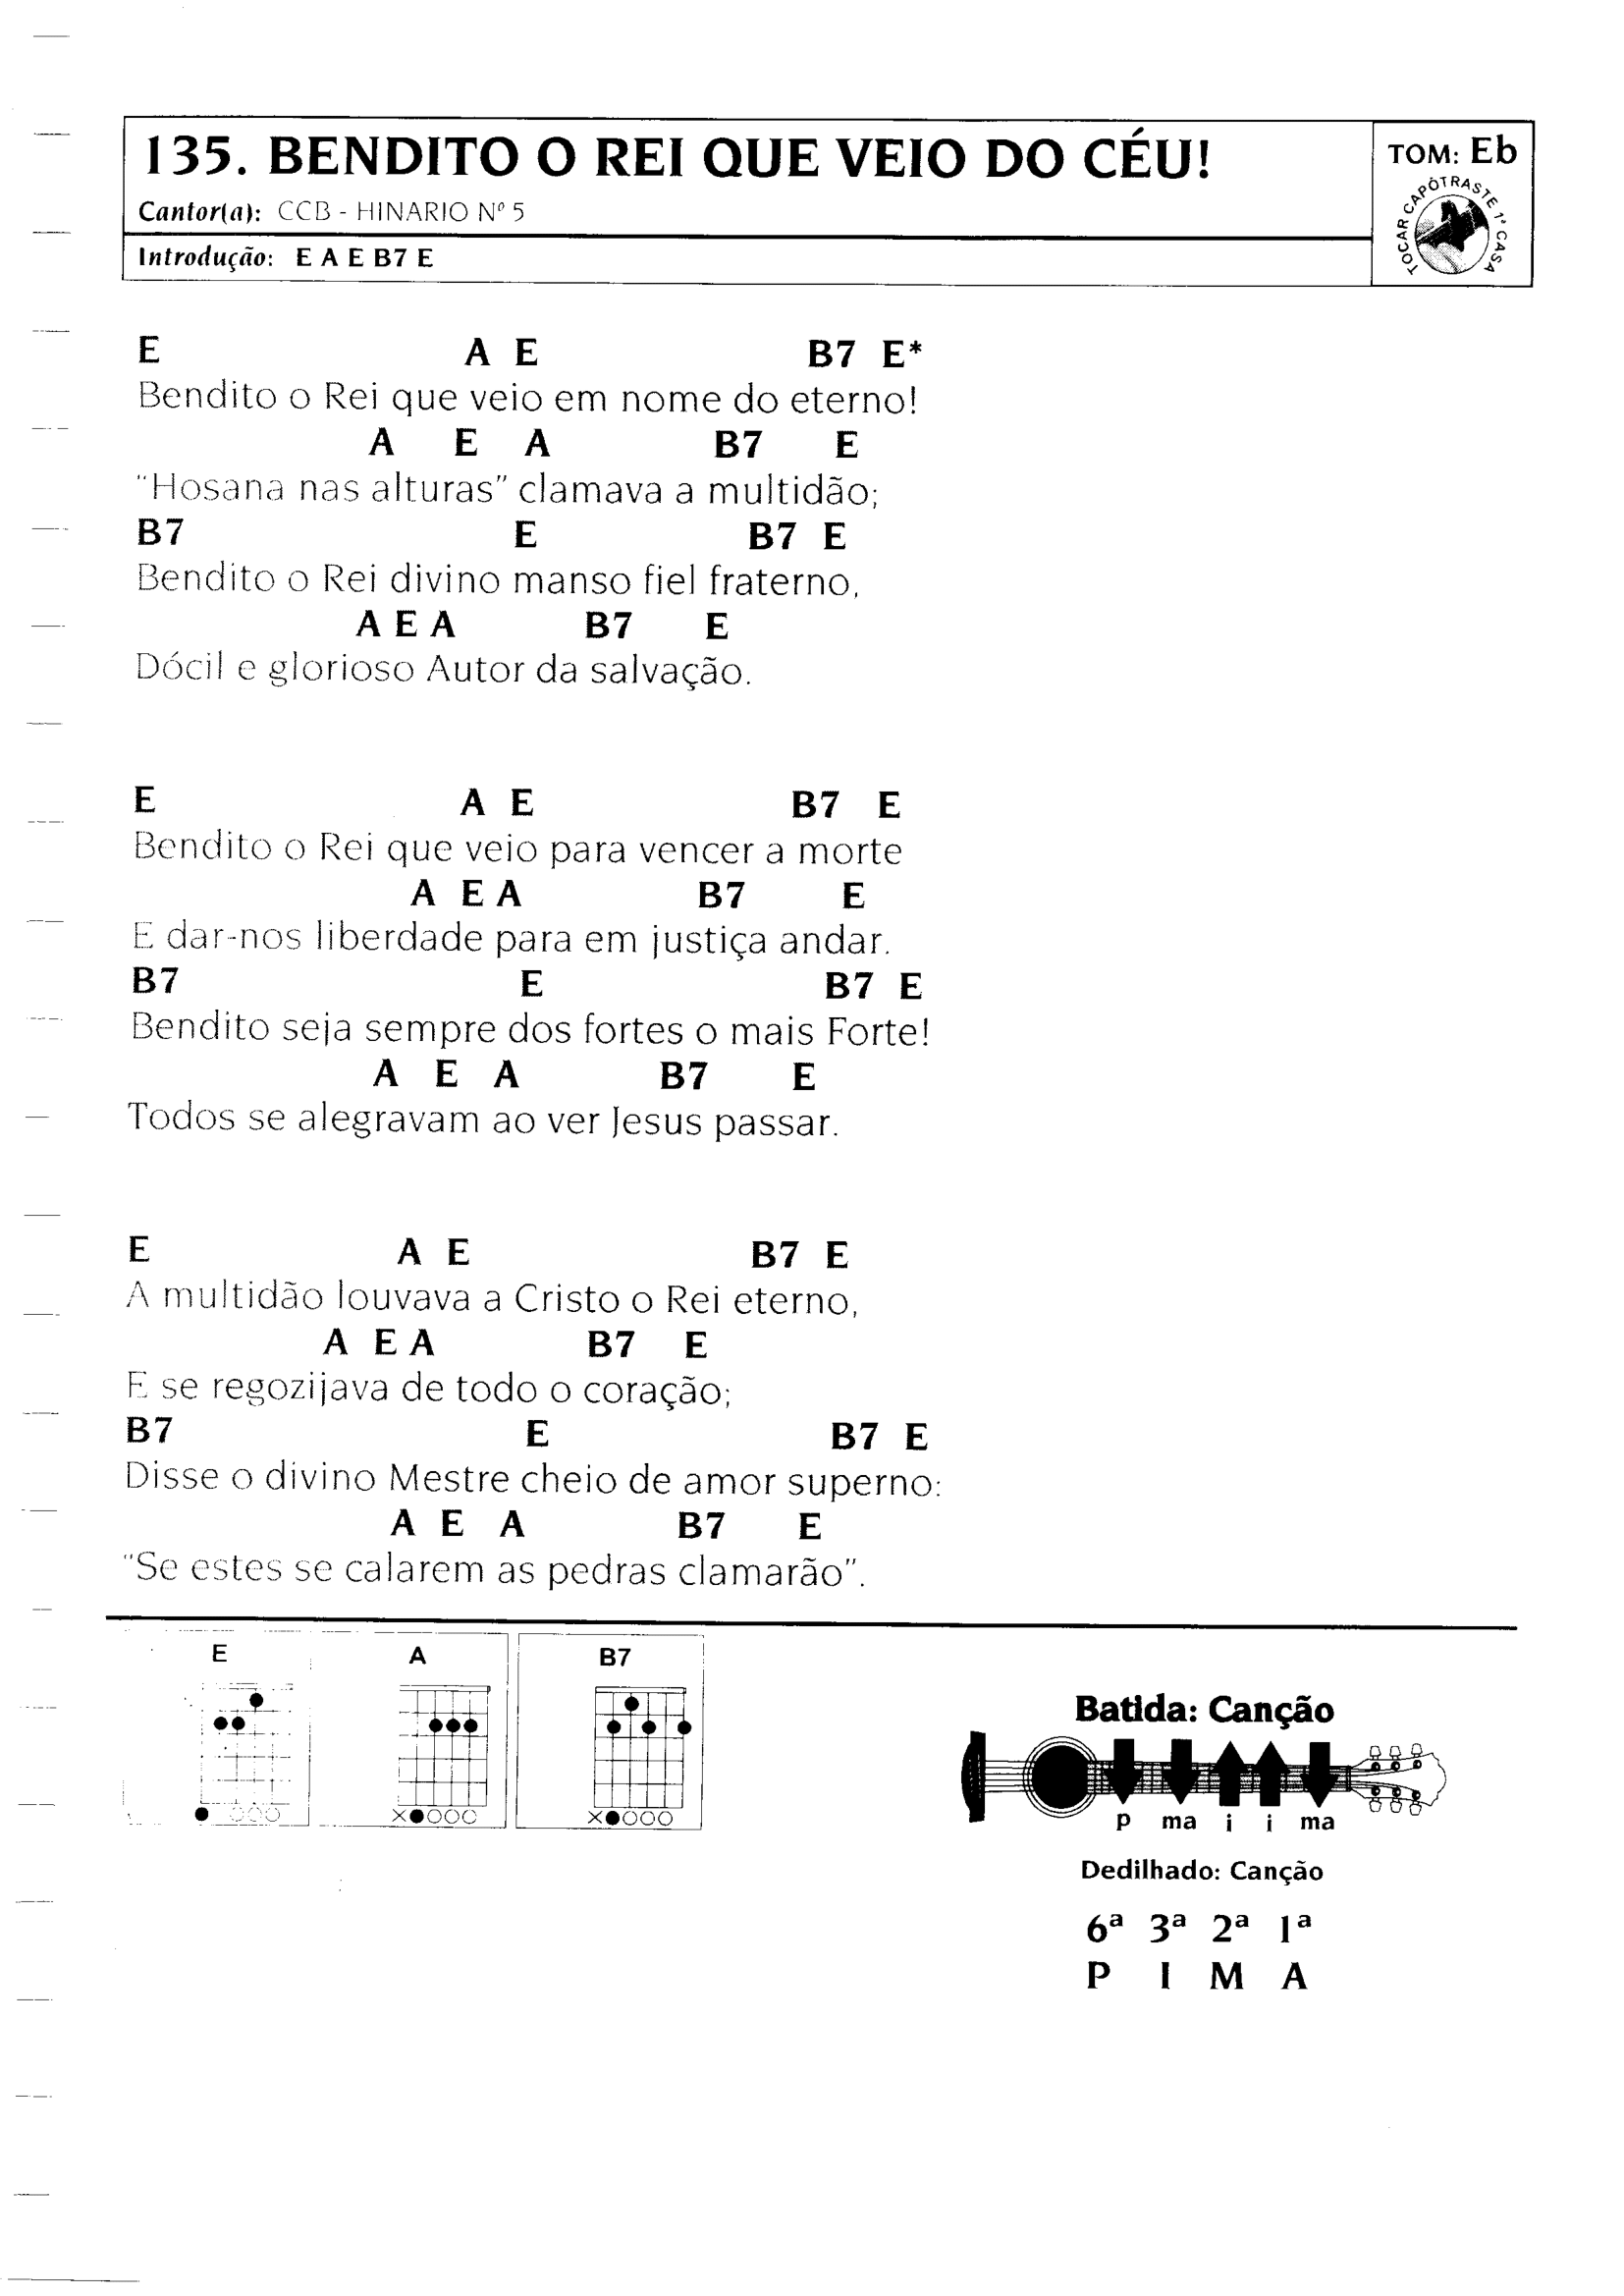 135. BENDITO O REI QUE VEIO DO CÉU!
TOM: Eb
Cantor(a): CCB - HINARIO Nº 5
TOCAR CAPÓTRASTE 1ª CASA
Introdução: E A E B7 E
E A E B7 E*
Bendito o Rei que veio em nome do eterno!
A E A B7 E
"Hosana nas alturas" clamava a multidão;
B7 E B7 E
Bendito o Rei divino manso fiel fraterno,
A E A B7 E
Dócil e glorioso Autor da salvação.
E A E B7 E
Bendito o Rei que veio para vencer a morte
A E A B7 E
E dar-nos liberdade para em justiça andar.
B7 E B7 E
Bendito seja sempre dos fortes o mais Forte!
A E A B7 E
Todos se alegravam ao ver Jesus passar.
E A E B7 E
A multidão louvava a Cristo o Rei eterno,
A E A B7 E
E se regozijava de todo o coração;
B7 E B7 E
Disse o divino Mestre cheio de amor superno:
A E A B7 E
"Se estes se calarem as pedras clamarão".
E A B7
Batida: Canção
p ma i i ma
Dedilhado: Canção
6ª 3ª 2ª 1ª
P I M A